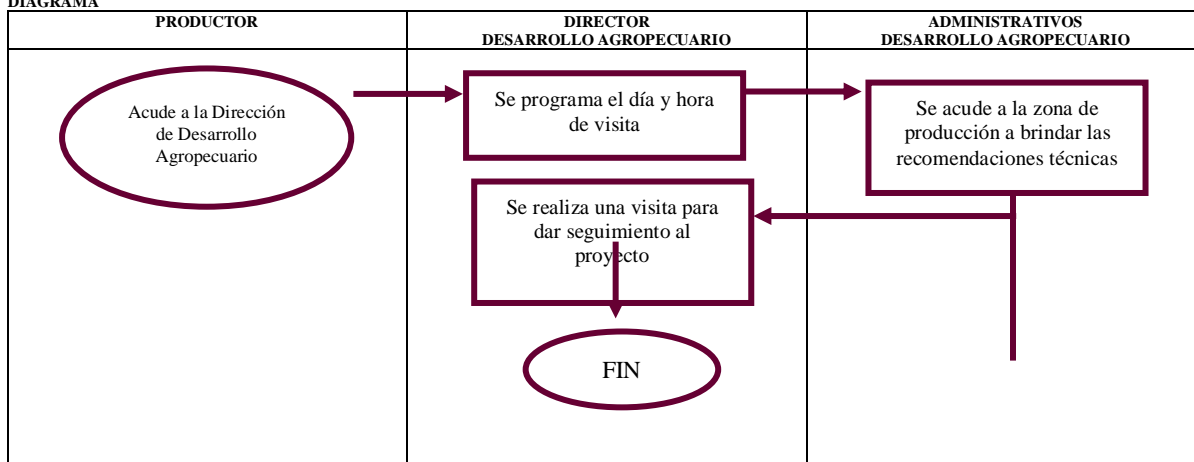 DIAGRAMA
PRODUCTOR
DIRECTOR
DESARROLLO AGROPECUARIO
ADMINISTRATIVOS
DESARROLLO AGROPECUARIO
Acude a la Dirección
de Desarrollo
Agropecuario
Se programa el día y hora
de visita
Se acude a la zona de
producción a brindar las
recomendaciones técnicas
Se realiza una visita para
dar seguimiento al
proyecto
FIN